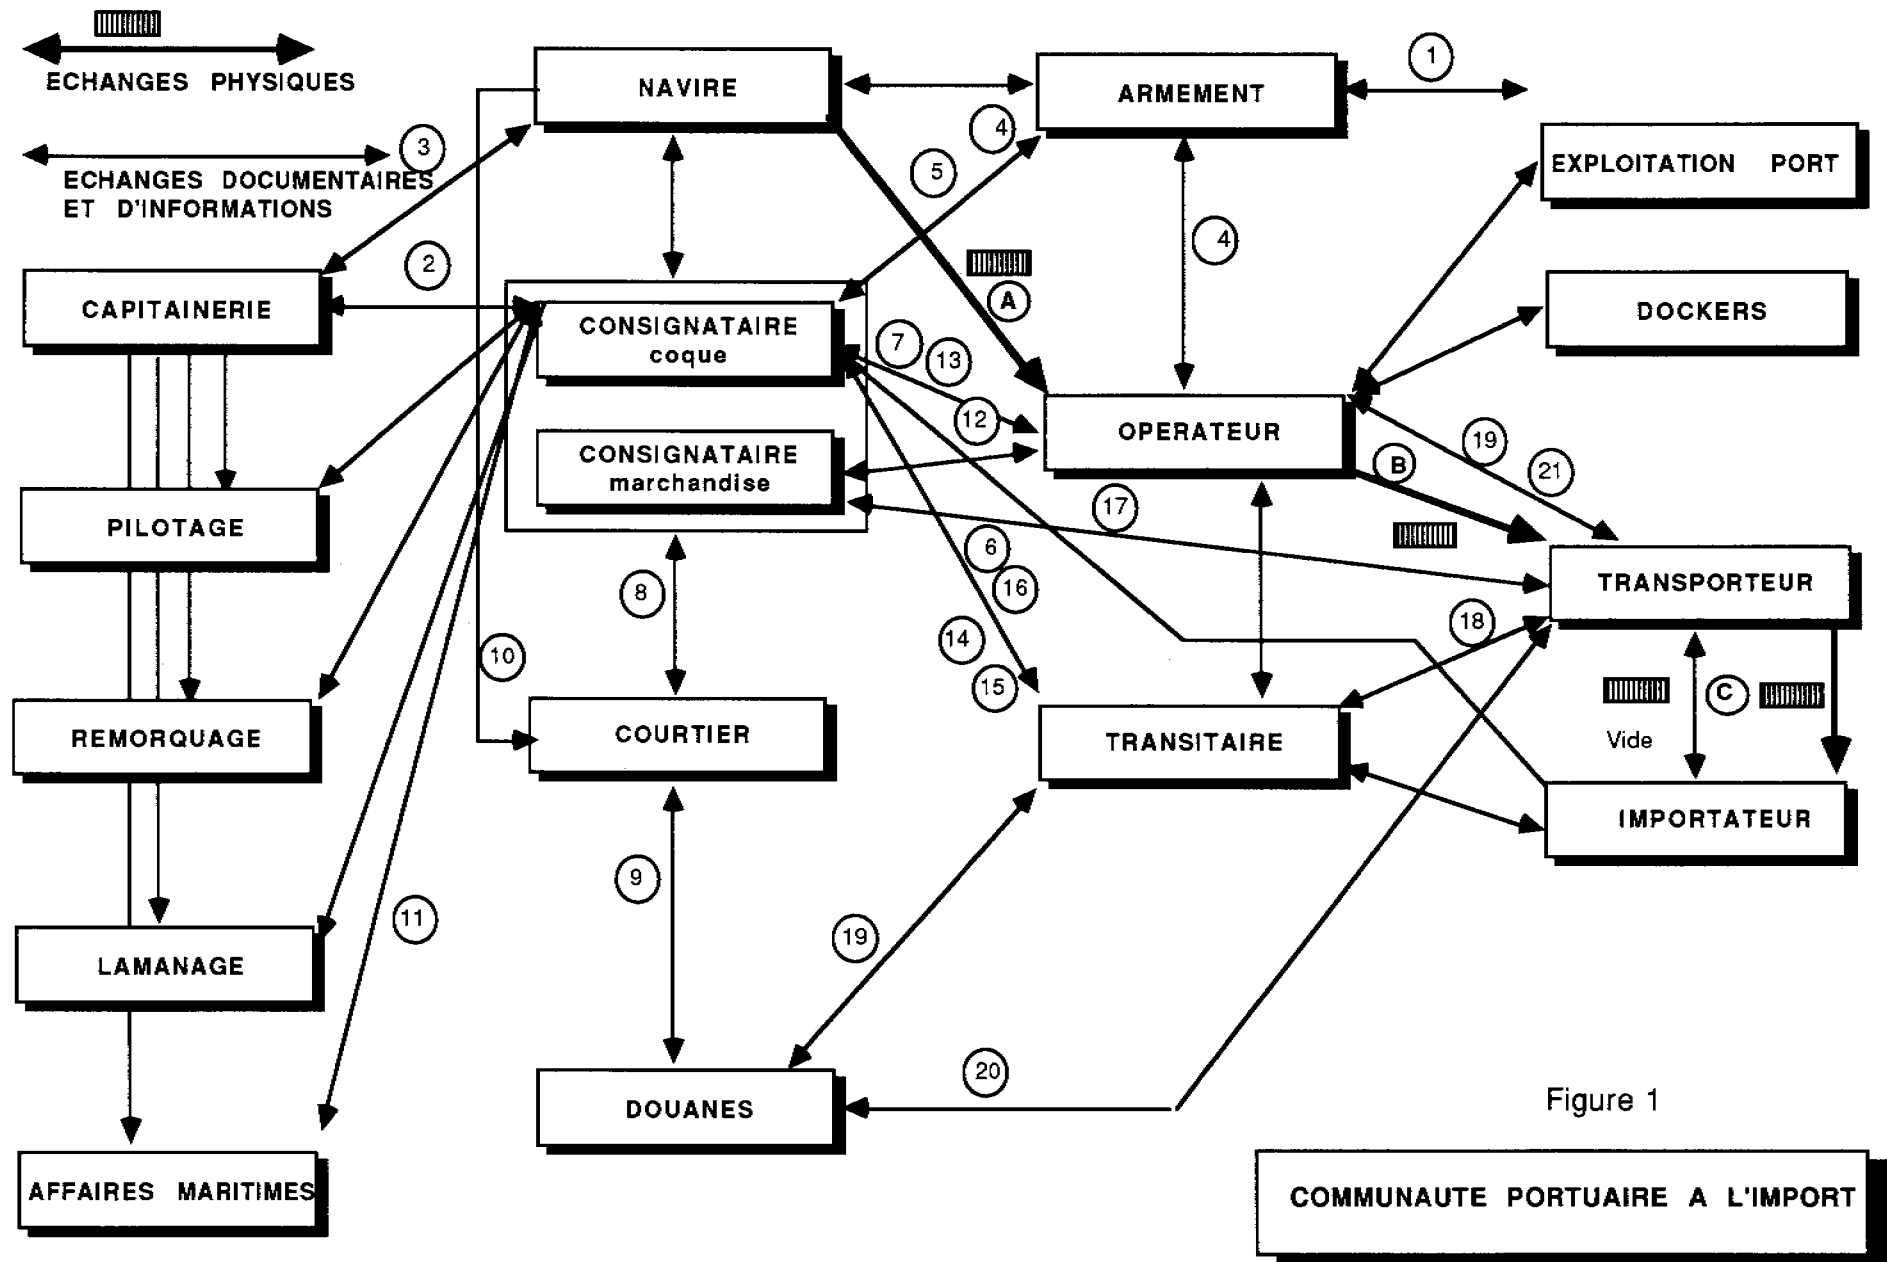 ECHANGES PHYSIQUES
ECHANGES DOCUMENTAIRES
ET D'INFORMATIONS
NAVIRE
ARMEMENT
1
3
4
5
EXPLOITATION PORT
2
4
A
CAPITAINERIE
CONSIGNATAIRE
coque
DOCKERS
7
13
12
OPERATEUR
CONSIGNATAIRE
marchandise
19
B
21
PILOTAGE
17
6
16
8
TRANSPORTEUR
14
18
10
15
C
Vide
REMORQUAGE
COURTIER
TRANSITAIRE
IMPORTATEUR
9
11
19
LAMANAGE
20
DOUANES
Figure 1
AFFAIRES MARITIMES
COMMUNAUTE PORTUAIRE A L'IMPORT